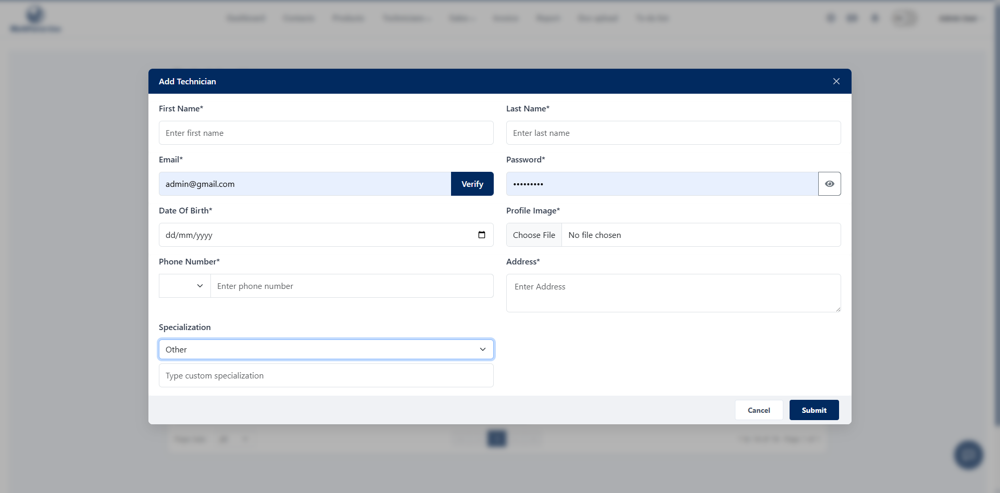 Add Technician
First Name*
Last Name*
Enter first name
Enter last name
Email*
Password*
admin@gmail.com
Verify
•••••••••
Date Of Birth*
Profile Image*
dd/mm/yyyy
Choose File
No file chosen
Phone Number*
Address*
Enter phone number
Enter Address
Specialization
Other
Type custom specialization
Cancel
Submit